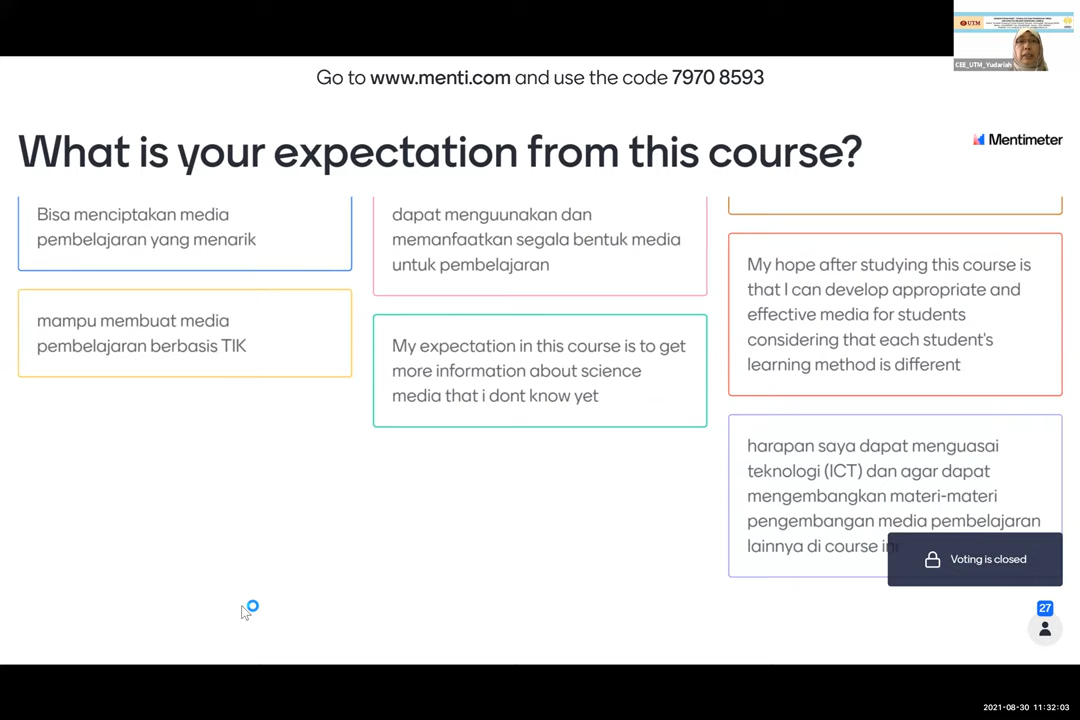 UTM
CEE_UTM_Yudariah
Go to www.menti.com and use the code 7970 8593
What is your expectation from this course?
Mentimeter
Bisa menciptakan media
pembelajaran yang menarik
mampu membuat media
pembelajaran berbasis TIK
dapat menguunakan dan
memanfaatkan segala bentuk media
untuk pembelajaran
My expectation in this course is to get
more information about science
media that i dont know yet
My hope after studying this course is
that I can develop appropriate and
effective media for students
considering that each student's
learning method is different
harapan saya dapat menguasai
teknologi (ICT) dan agar dapat
mengembangkan materi-materi
pengembangan media pembelajaran
lainnya di course
Voting is closed
27
2021-08-30 11:32:03